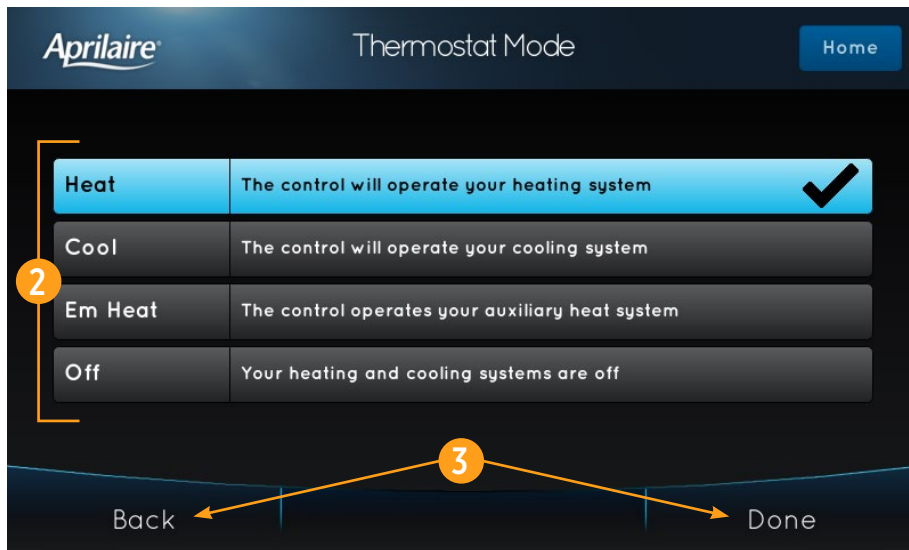 Aprilaire® Thermostat Mode Home
Heat The control will operate your heating system
Cool The control will operate your cooling system
2
Em Heat The control operates your auxiliary heat system
Off Your heating and cooling systems are off
3
Back Done